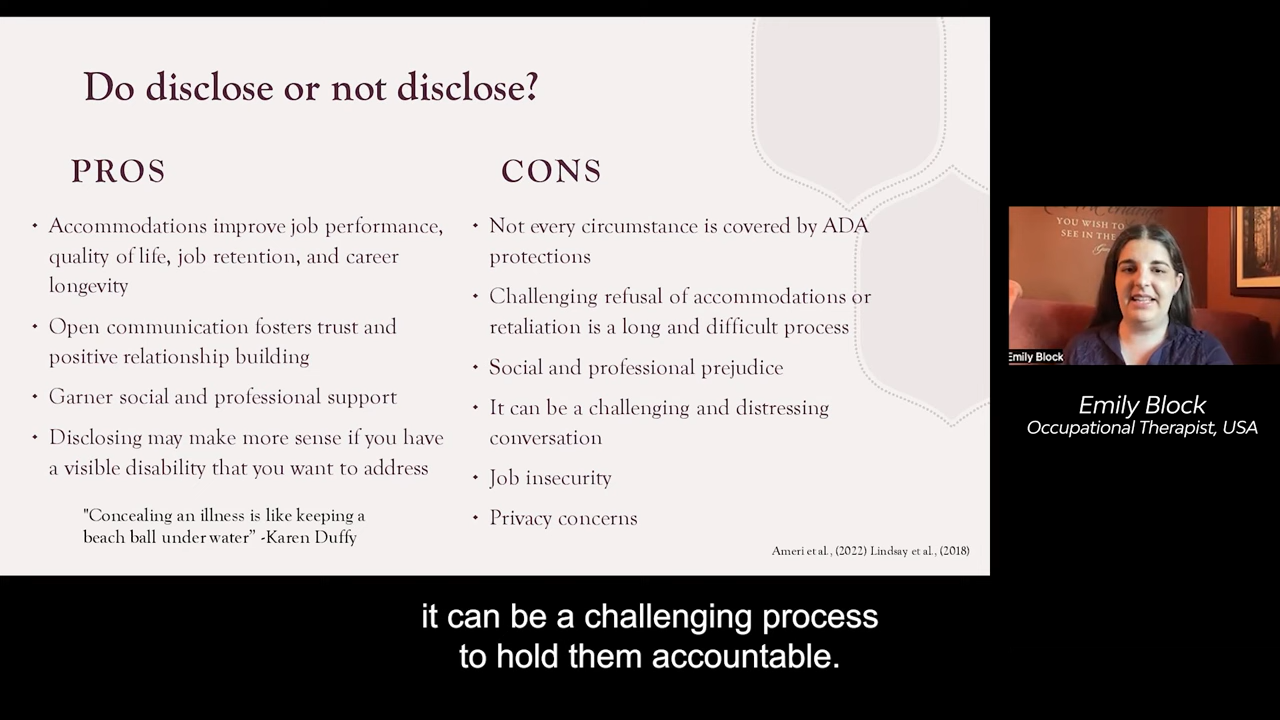 Do disclose or not disclose?
PROS
• Accommodations improve job performance,
quality of life, job retention, and career
longevity
• Open communication fosters trust and
positive relationship building
• Garner social and professional support
• Disclosing may make more sense if you have
a visible disability that you want to address
"Concealing an illness is like keeping a
beach ball under water” -Karen Duffy
CONS
• Not every circumstance is covered by ADA
protections
• Challenging refusal of accommodations or
retaliation is a long and difficult process
• Social and professional prejudice
• It can be a challenging and distressing
conversation
• Job insecurity
• Privacy concerns
Ameri et al., (2022) Lindsay et al., (2018)
YOU WISH TO
SEE IN THE
Emily Block
Emily Block
Occupational Therapist, USA
it can be a challenging process
to hold them accountable.